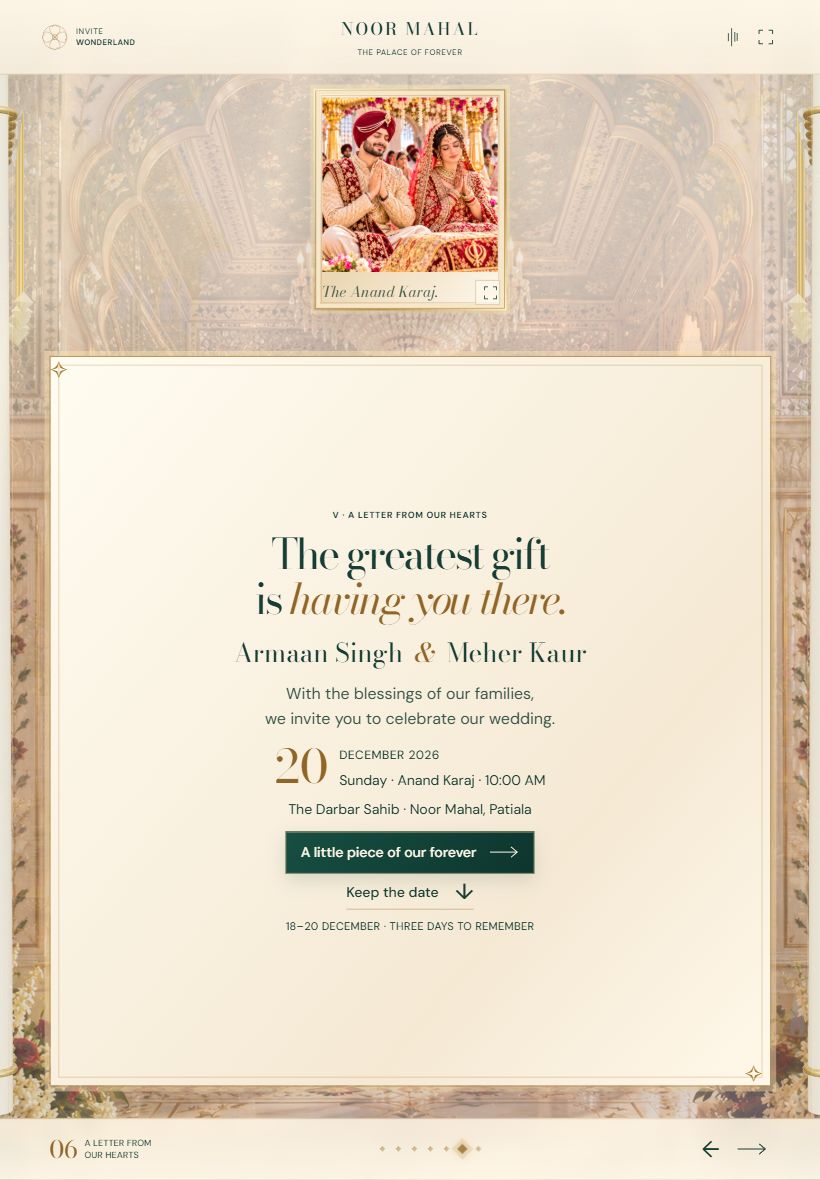 INVITE
WONDERLAND
NOOR MAHAL
THE PALACE OF FOREVER
The Anand Karaj.
V · A LETTER FROM OUR HEARTS
The greatest gift
is having you there.
Armaan Singh & Meher Kaur
With the blessings of our families,
we invite you to celebrate our wedding.
20 DECEMBER 2026
Sunday · Anand Karaj · 10:00 AM
The Darbar Sahib · Noor Mahal, Patiala
A little piece of our forever
Keep the date
18–20 DECEMBER · THREE DAYS TO REMEMBER
06 A LETTER FROM
OUR HEARTS